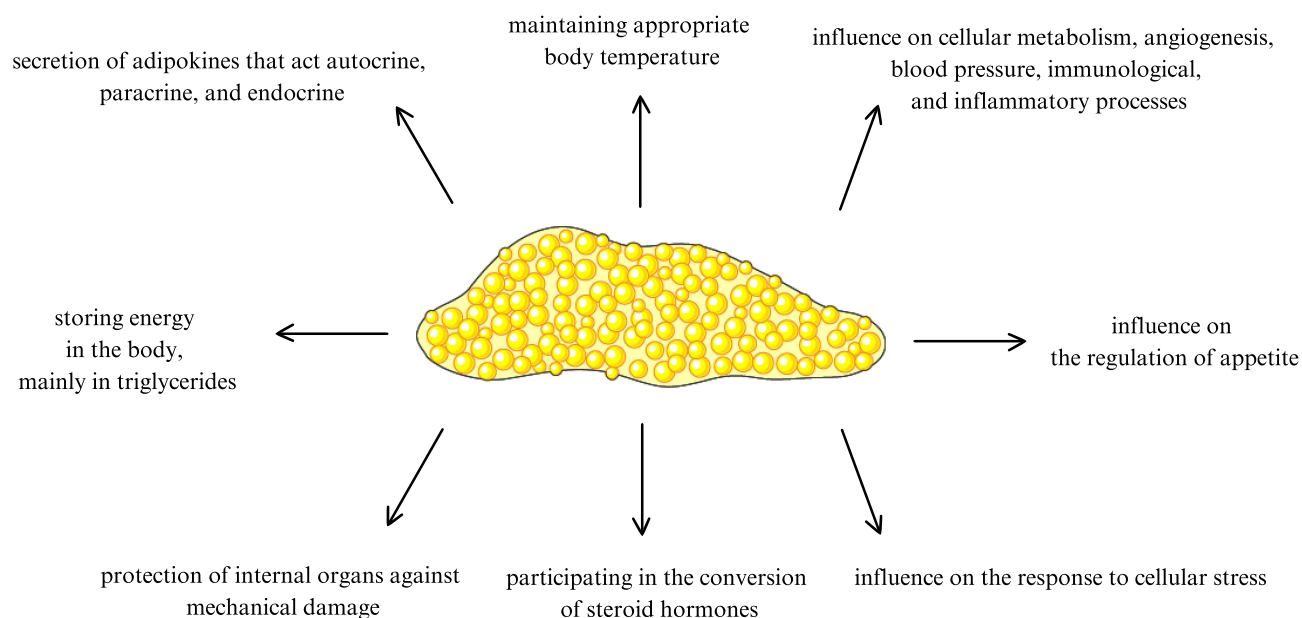 secretion of adipokines that act autocrine,
paracrine, and endocrine
maintaining appropriate
body temperature
influence on cellular metabolism, angiogenesis,
blood pressure, immunological,
and inflammatory processes
storing energy
in the body,
mainly in triglycerides
influence on
the regulation of appetite
protection of internal organs against
mechanical damage
participating in the conversion
of steroid hormones
influence on the response to cellular stress